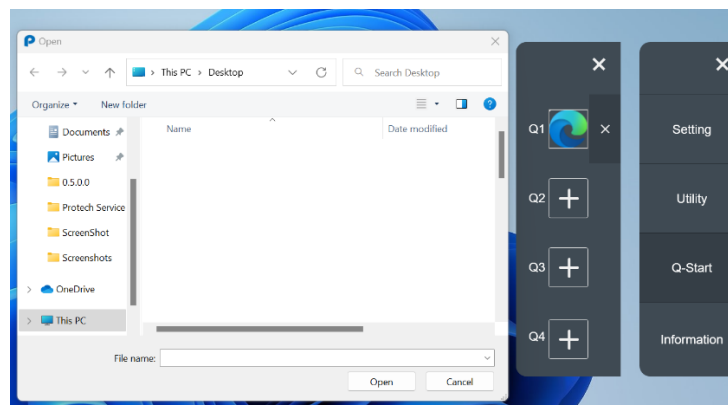 Open
This PC > Desktop
Search Desktop
Organize
New folder
Name
Date modified
Documents
Pictures
0.5.0.0
Protech Service
ScreenShot
Screenshots
OneDrive
This PC
File name:
Open
Cancel
Q1
Q2
Q3
Q4
Setting
Utility
Q-Start
Information